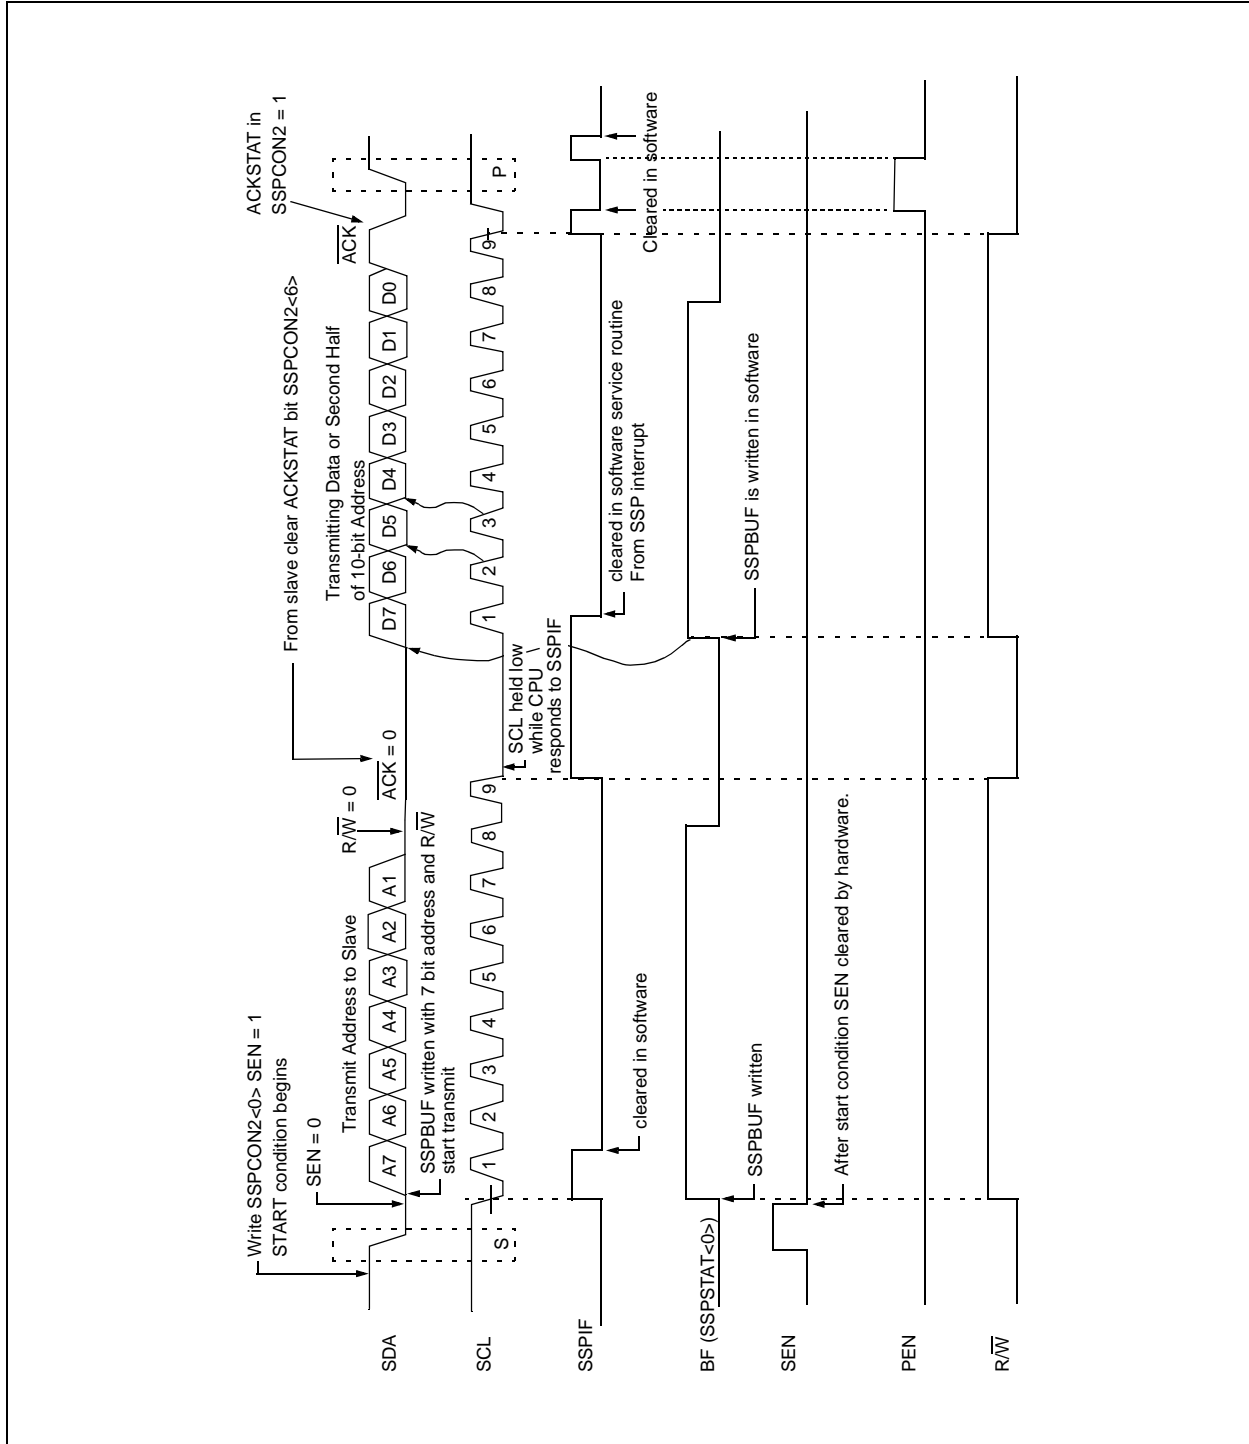 Write SSPCON2<0> SEN = 1
START condition begins
SEN = 0
Transmit Address to Slave
R/W = 0
From slave clear ACKSTAT bit SSPCON2<6>
ACK = 0
Transmitting Data or Second Half
of 10-bit Address
ACKSTAT in
SSPCON2 = 1
ACK
SDA
A7 A6 A5 A4 A3 A2 A1
D7 D6 D5 D4 D3 D2 D1 D0
SSPBUF written with 7 bit address and R/W
start transmit
SCL
S
1 2 3 4 5 6 7 8 9
1 2 3 4 5 6 7 8 9
P
SCL held low
while CPU
responds to SSPIF
SSPIF
cleared in software
cleared in software service routine
From SSP interrupt
Cleared in software
BF (SSPSTAT<0>)
SSPBUF written
SSPBUF is written in software
SEN
After start condition SEN cleared by hardware.
PEN
R/W